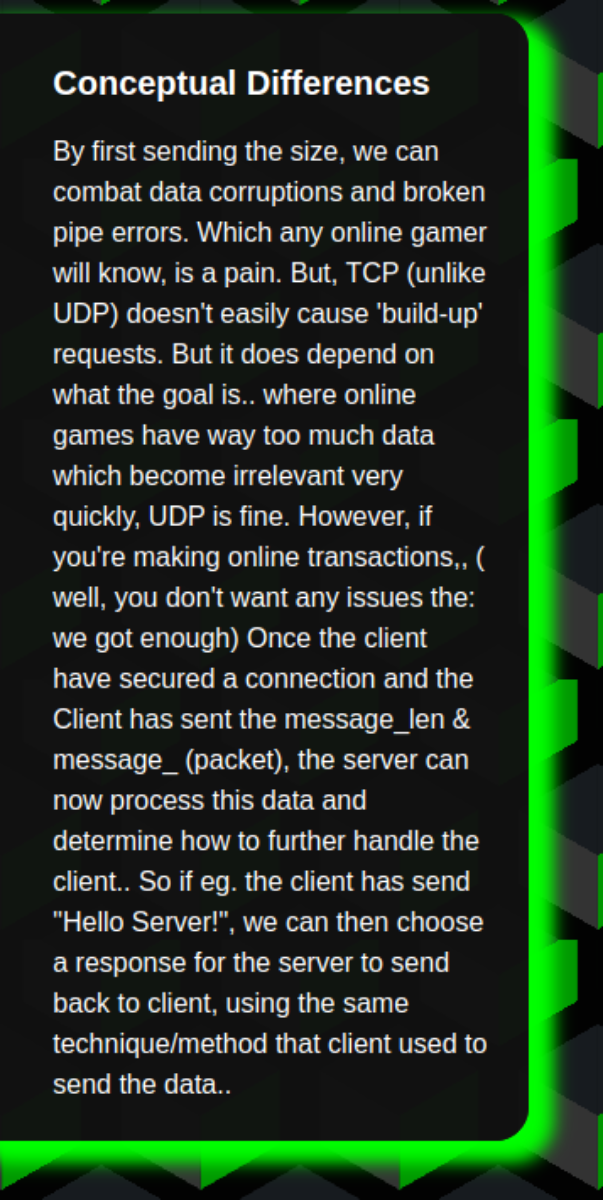 Conceptual Differences
By first sending the size, we can
combat data corruptions and broken
pipe errors. Which any online gamer
will know, is a pain. But, TCP (unlike
UDP) doesn't easily cause 'build-up'
requests. But it does depend on
what the goal is.. where online
games have way too much data
which become irrelevant very
quickly, UDP is fine. However, if
you're making online transactions,, (
well, you don't want any issues the:
we got enough) Once the client
have secured a connection and the
Client has sent the message_len &
message_ (packet), the server can
now process this data and
determine how to further handle the
client.. So if eg. the client has send
"Hello Server!", we can then choose
a response for the server to send
back to client, using the same
technique/method that client used to
send the data..